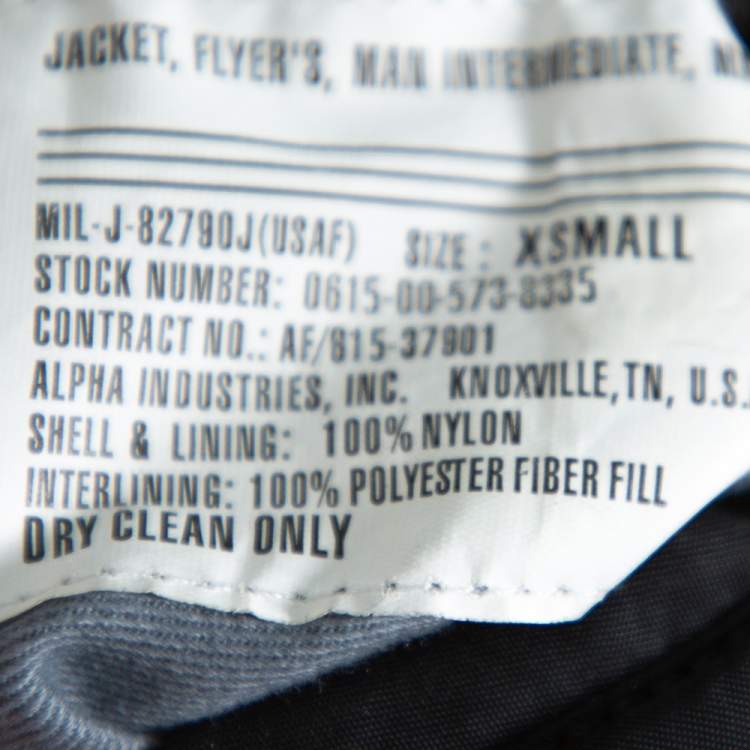 JACKET, FLYER'S, MAN INTERMEDIATE,
MIL-J-82790J(USAF) SIZE: XSMALL
STOCK NUMBER: 0615-00-573-8335
CONTRACT NO.: AF/815-37901
ALPHA INDUSTRIES, INC. KNOXVILLE, TN, U.S.
SHELL & LINING: 100% NYLON
INTERLINING: 100% POLYESTER FIBER FILL
DRY CLEAN ONLY